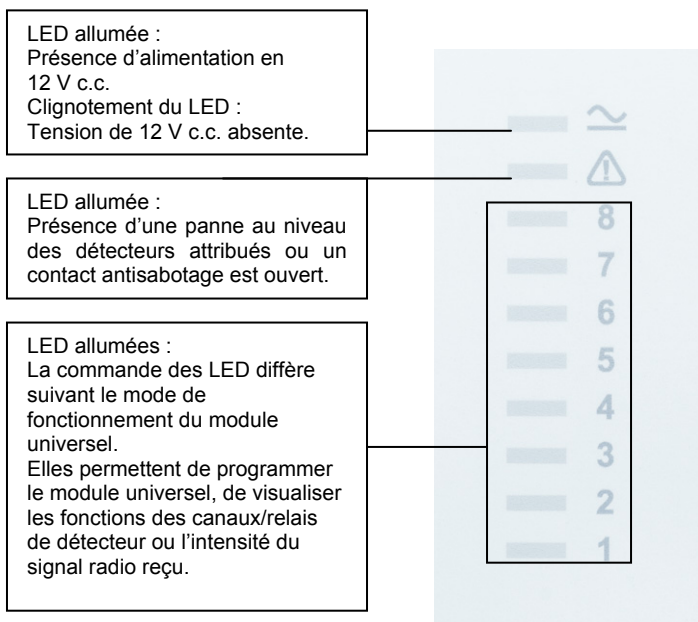 LED allumée :
Présence d'alimentation en
12 V c.c.
Clignotement du LED :
Tension de 12 V c.c. absente.
LED allumée :
Présence d'une panne au niveau
des détecteurs attribués ou un
contact antisabotage est ouvert.
LED allumées :
La commande des LED diffère
suivant le mode de
fonctionnement du module
universel.
Elles permettent de programmer
le module universel, de visualiser
les fonctions des canaux/relais
de détecteur ou l'intensité du
signal radio reçu.
8
7
6
5
4
3
2
1